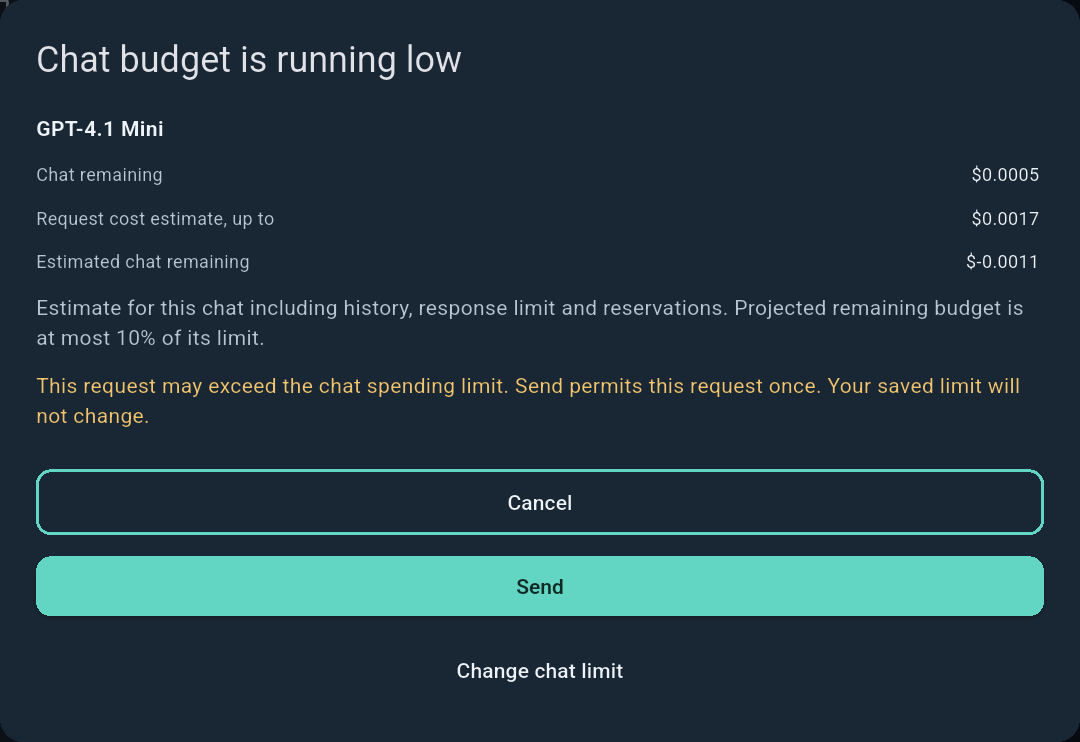 Chat budget is running low
GPT-4.1 Mini
Chat remaining $0.0005
Request cost estimate, up to $0.0017
Estimated chat remaining $-0.0011
Estimate for this chat including history, response limit and reservations. Projected remaining budget is
at most 10% of its limit.
This request may exceed the chat spending limit. Send permits this request once. Your saved limit will
not change.
Cancel
Send
Change chat limit